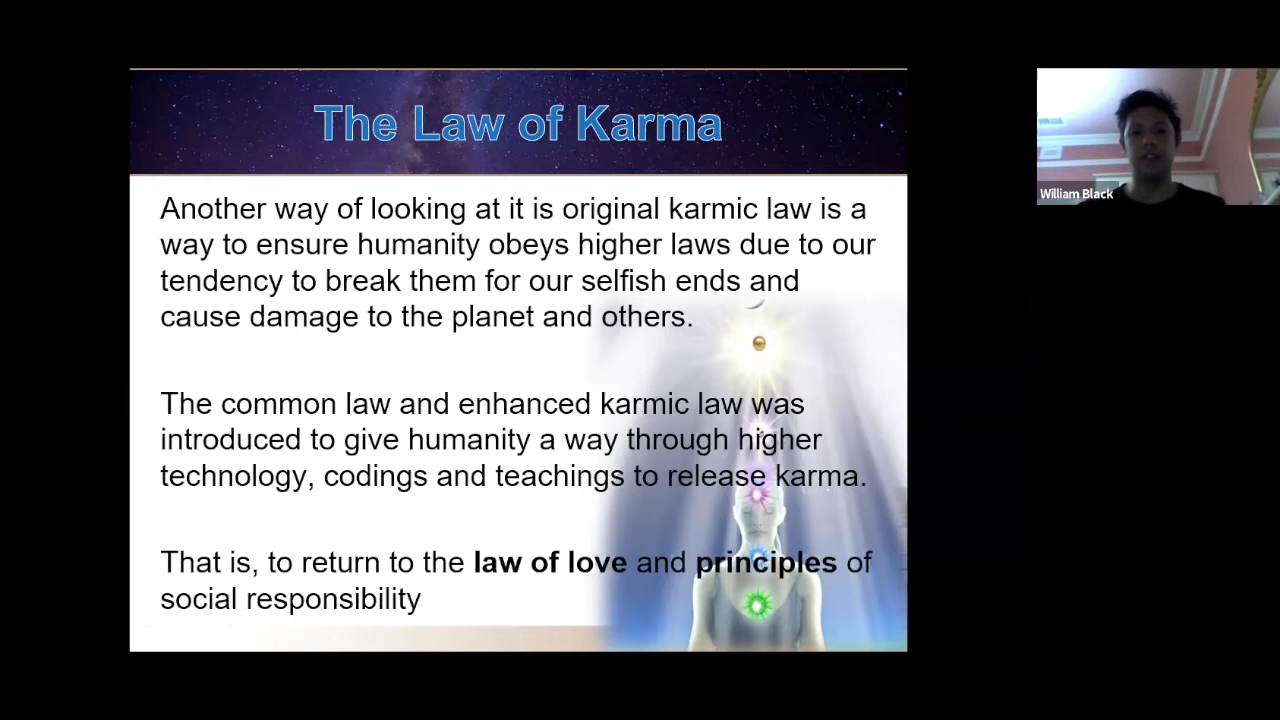 The Law of Karma
Another way of looking at it is original karmic law is a
way to ensure humanity obeys higher laws due to our
tendency to break them for our selfish ends and
cause damage to the planet and others.
The common law and enhanced karmic law was
introduced to give humanity a way through higher
technology, codings and teachings to release karma.
That is, to return to the law of love and principles of
social responsibility
William Black